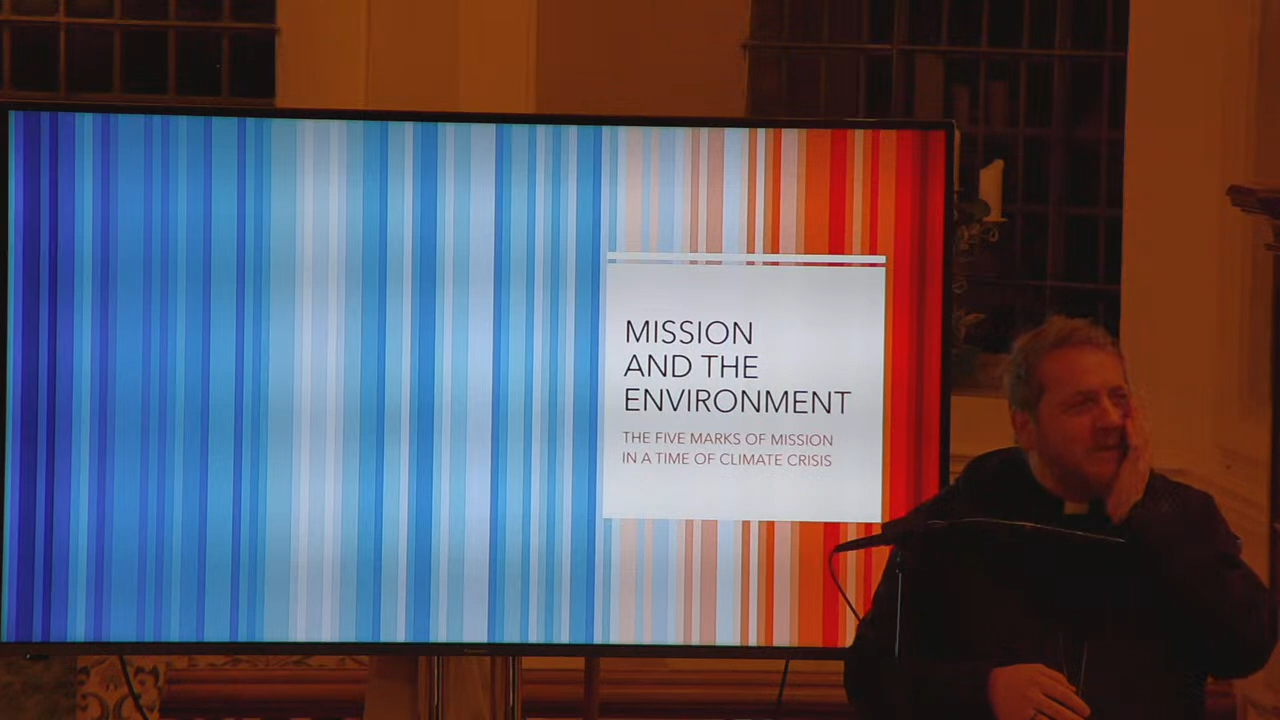 MISSION
AND THE
ENVIRONMENT
THE FIVE MARKS OF MISSION
IN A TIME OF CLIMATE CRISIS